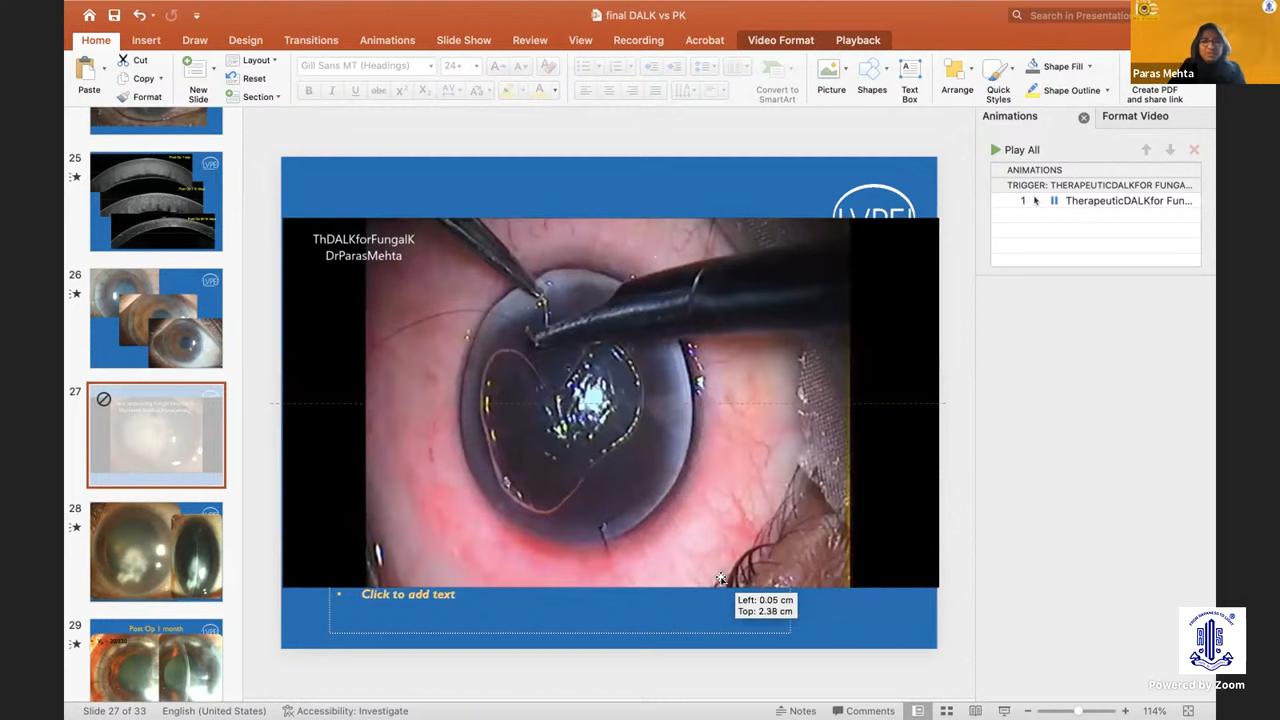 final DALK vs PK
Search in Presentation
Home Insert Draw Design Transitions Animations Slide Show Review View Recording Acrobat Video Format Playback
Paste
Cut
Copy
Format
New
Slide
Layout
Reset
Section
Gill Sans MT (Headings) 24+
Convert to
SmartArt
Picture
Shapes
Text
Box
Arrange
Quick
Styles
Shape Fill
Shape Outline
Create PDF
and share link
Paras Mehta
25
26
27
28
29
Post Op 1 month
LVPEI
ThDALKforFungalK
DrParasMehta
• Click to add text
Left: 0.05 cm
Top: 2.38 cm
Animations
Format Video
Play All
ANIMATIONS
TRIGGER: THERAPEUTICDALKFOR FUNGA...
1 TherapeuticDALKfor Fun...
Powered by Zoom
Slide 27 of 33 English (United States) Accessibility: Investigate Notes Comments 114%